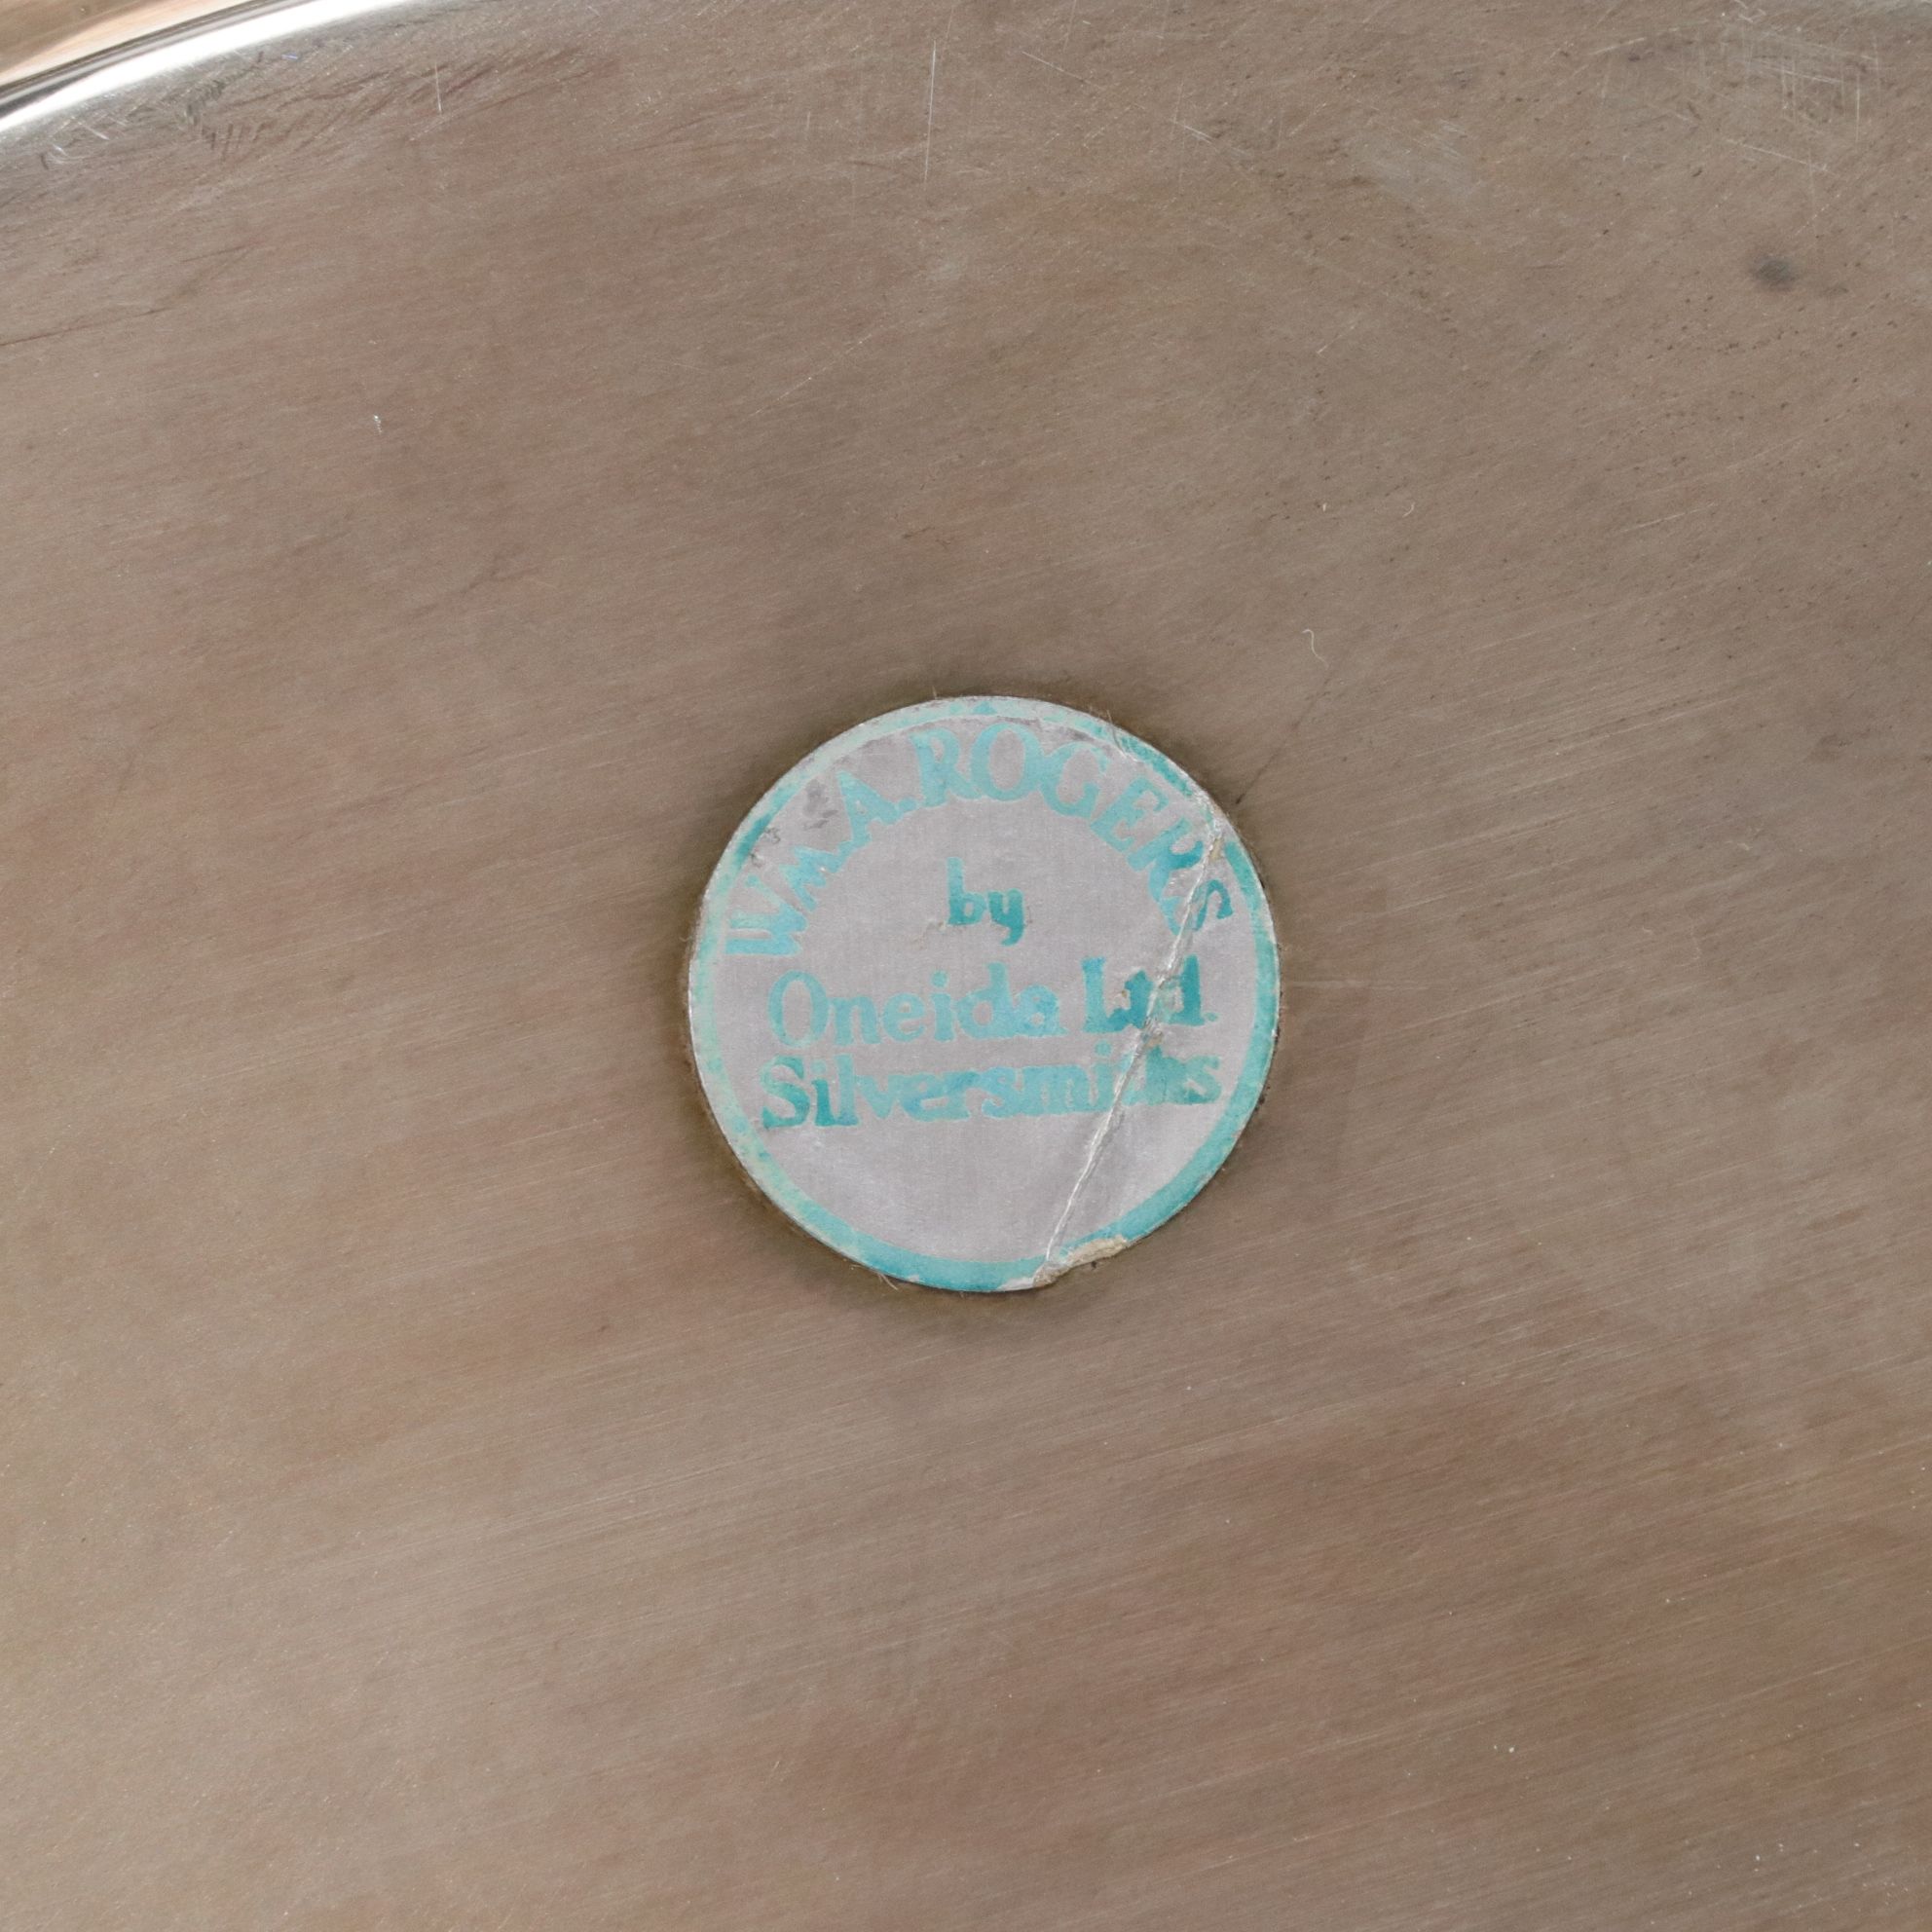 Wm.A.ROGERS
by
Oneida Ltd.
Silversmiths